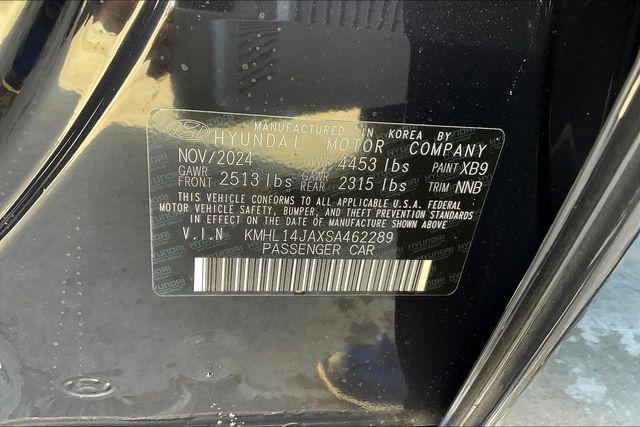 MANUFACTURED IN KOREA BY
HYUNDAI MOTOR COMPANY
NOV/2024 GVWR 4453 lbs PAINT XB9
GAWR FRONT 2513 lbs GAWR REAR 2315 lbs TRIM NNB
THIS VEHICLE CONFORMS TO ALL APPLICABLE U.S.A. FEDERAL
MOTOR VEHICLE SAFETY, BUMPER, AND THEFT PREVENTION STANDARDS
IN EFFECT ON THE DATE OF MANUFACTURE SHOWN ABOVE.
V.I.N KMHL14JAXSA462289
PASSENGER CAR